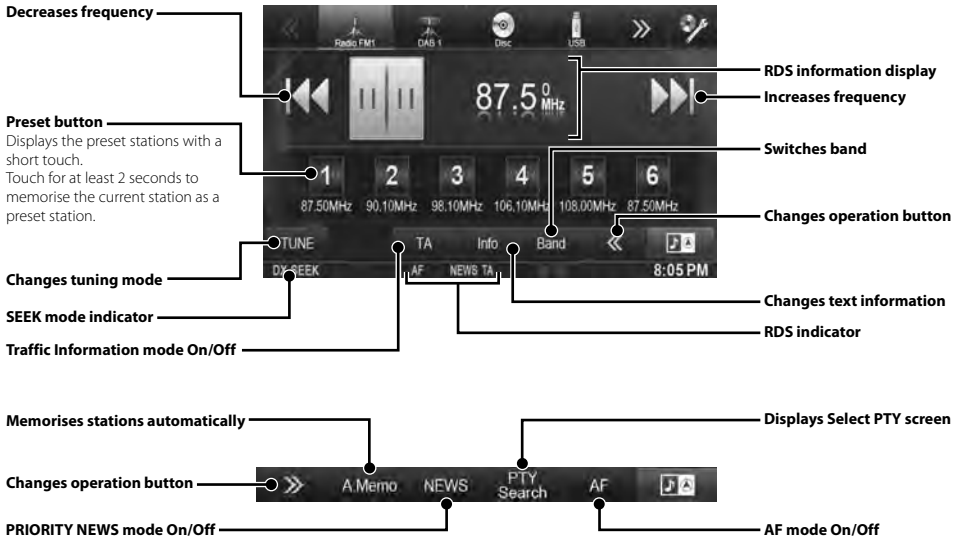 Decreases frequency
Radio FM1
DAB 1
Disc
USB
RDS information display
87.5 0 MHz
Increases frequency
Preset button
Displays the preset stations with a
short touch.
Touch for at least 2 seconds to
memorise the current station as a
preset station.
Switches band
1 2 3 4 5 6
87.50MHz 90.10MHz 98.10MHz 106.10MHz 108.00MHz 87.50MHz
Changes operation button
TUNE TA Info Band
Changes tuning mode
DX SEEK AF NEWS TA 8:05 PM
Changes text information
SEEK mode indicator
RDS indicator
Traffic Information mode On/Off
Memorises stations automatically
Displays Select PTY screen
Changes operation button
A.Memo NEWS PTY Search AF
PRIORITY NEWS mode On/Off
AF mode On/Off